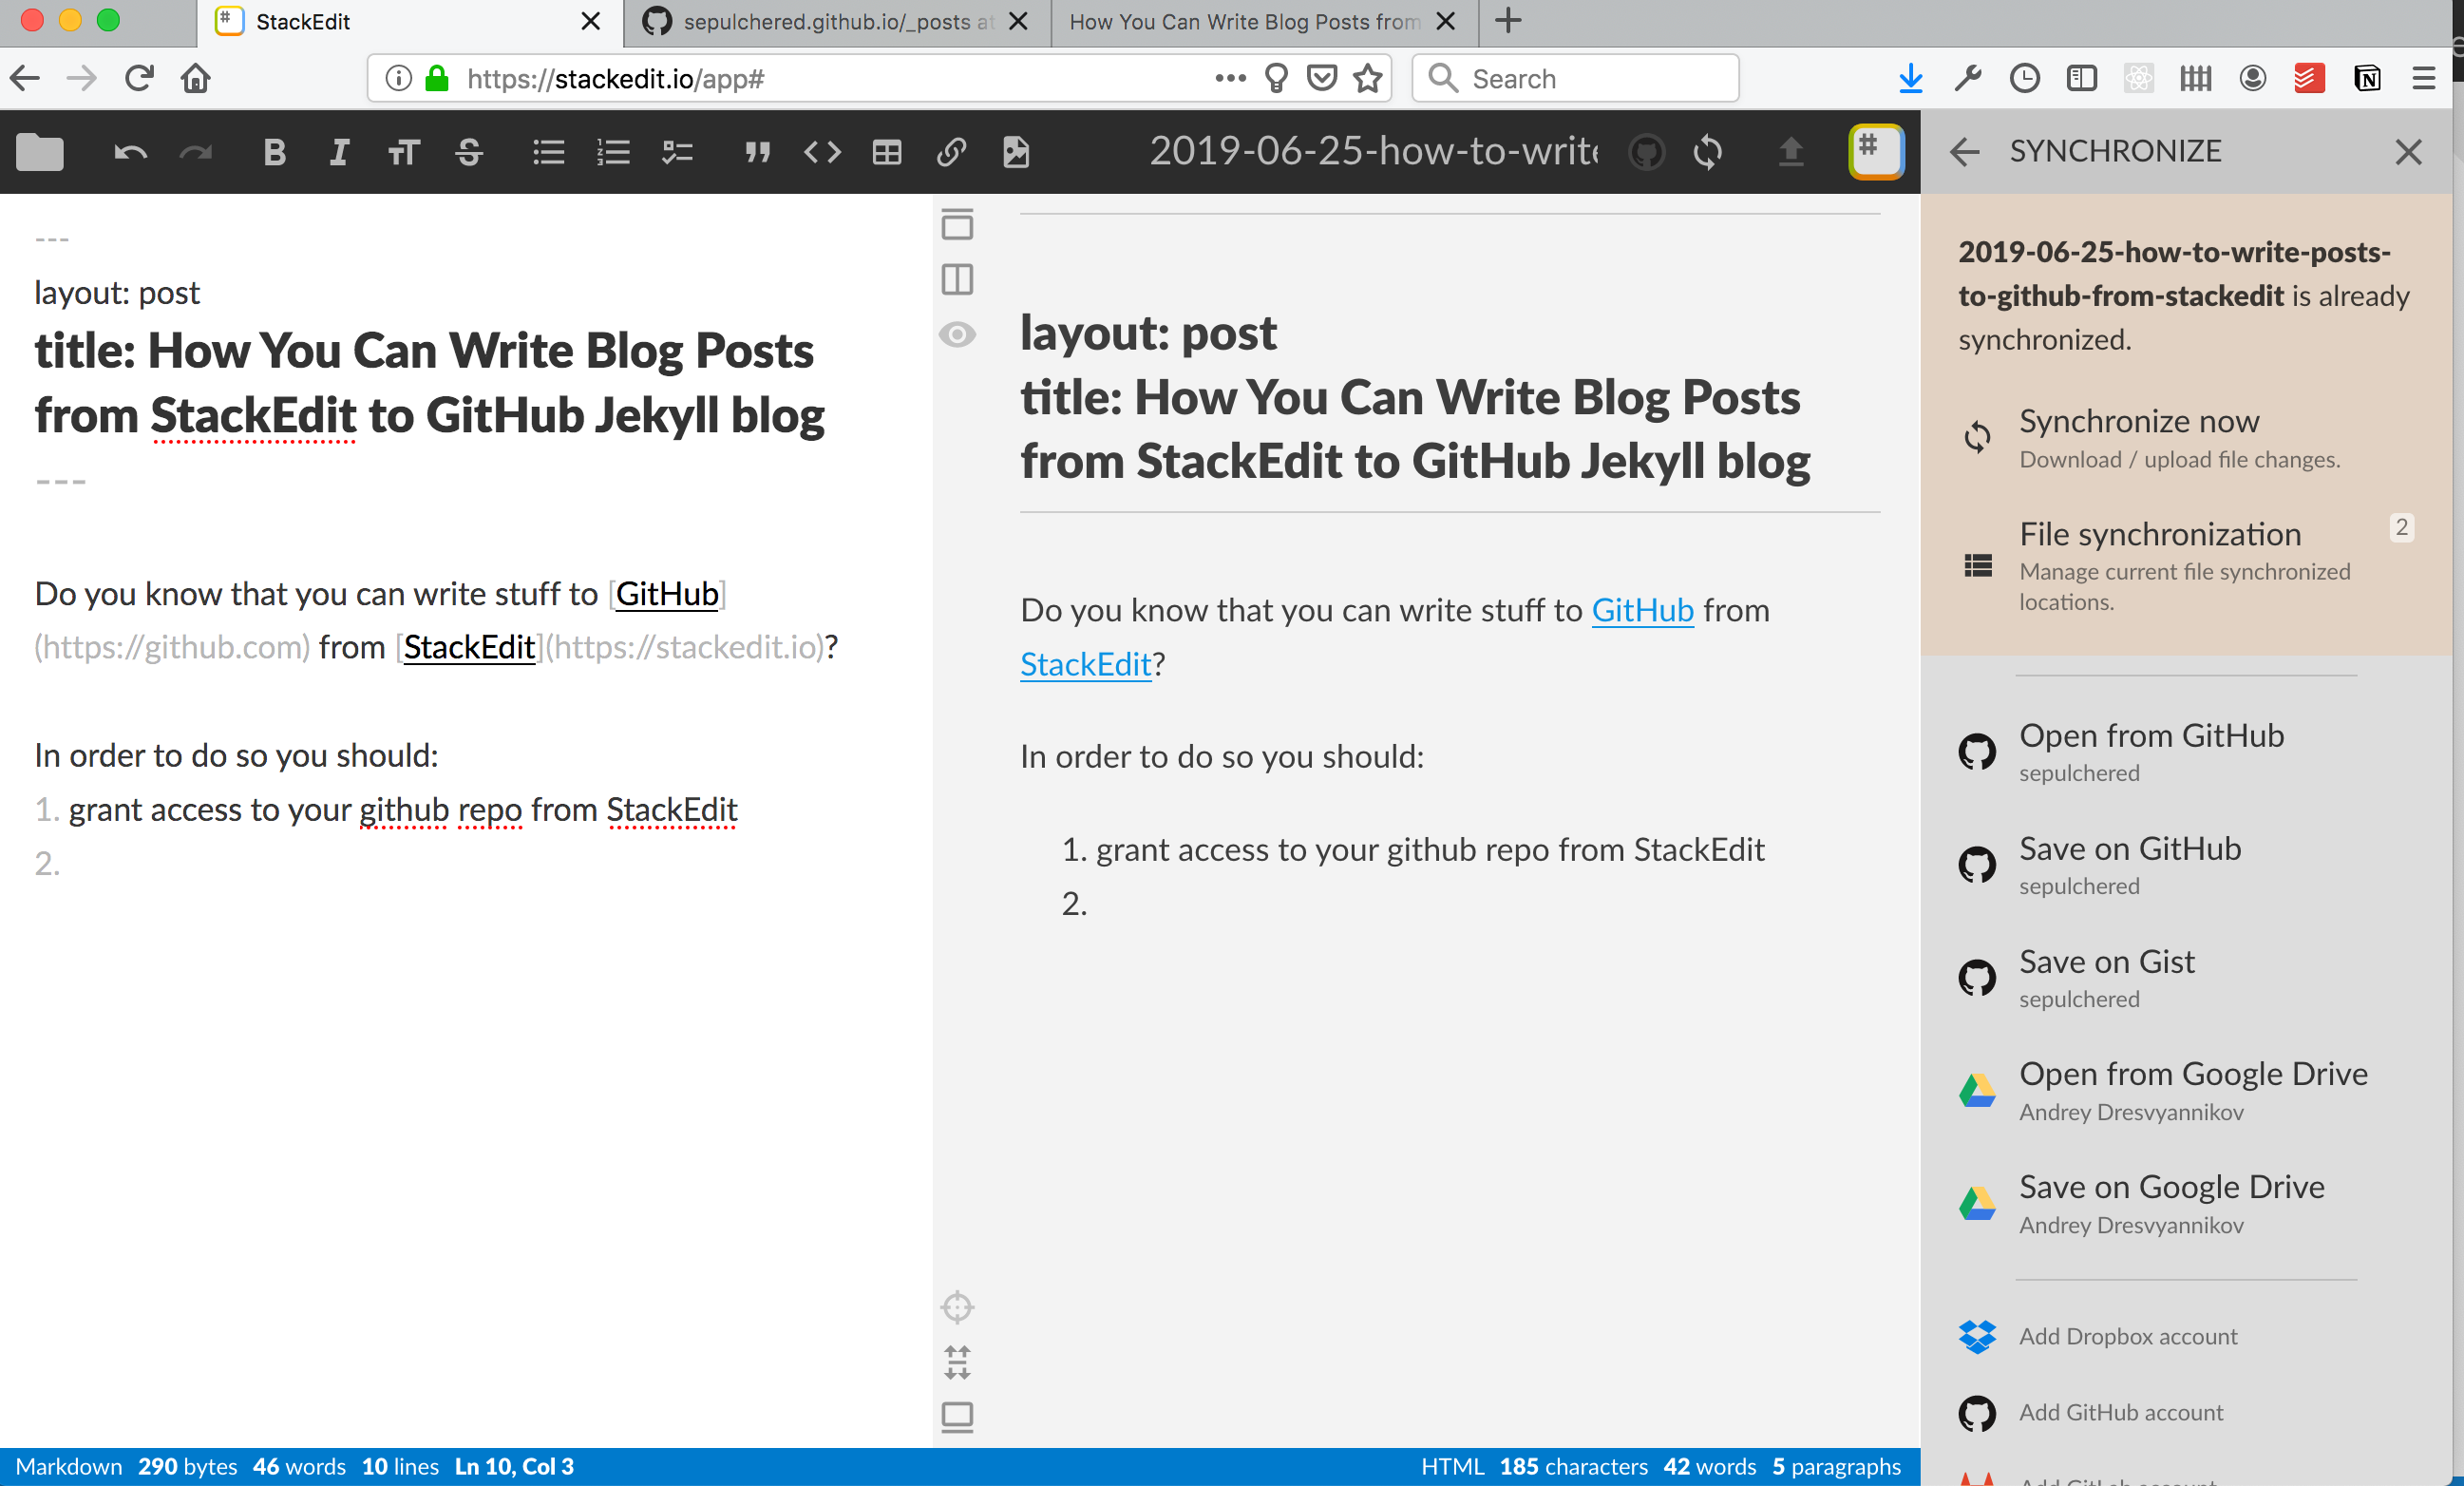 StackEdit
sepulchered.github.io/_posts at
How You Can Write Blog Posts from
https://stackedit.io/app#
Search
2019-06-25-how-to-write
SYNCHRONIZE
---
layout: post
title: How You Can Write Blog Posts
from StackEdit to GitHub Jekyll blog
---
Do you know that you can write stuff to [GitHub]
(https://github.com) from [StackEdit](https://stackedit.io)?
In order to do so you should:
1. grant access to your github repo from StackEdit
2.
layout: post
title: How You Can Write Blog Posts
from StackEdit to GitHub Jekyll blog
Do you know that you can write stuff to GitHub from
StackEdit?
In order to do so you should:
1. grant access to your github repo from StackEdit
2.
2019-06-25-how-to-write-posts-
to-github-from-stackedit is already
synchronized.
Synchronize now
Download / upload file changes.
File synchronization
2
Manage current file synchronized
locations.
Open from GitHub
sepulchered
Save on GitHub
sepulchered
Save on Gist
sepulchered
Open from Google Drive
Andrey Dresvyannikov
Save on Google Drive
Andrey Dresvyannikov
Add Dropbox account
Add GitHub account
Add GitLab account
Markdown 290 bytes 46 words 10 lines Ln 10, Col 3
HTML 185 characters 42 words 5 paragraphs